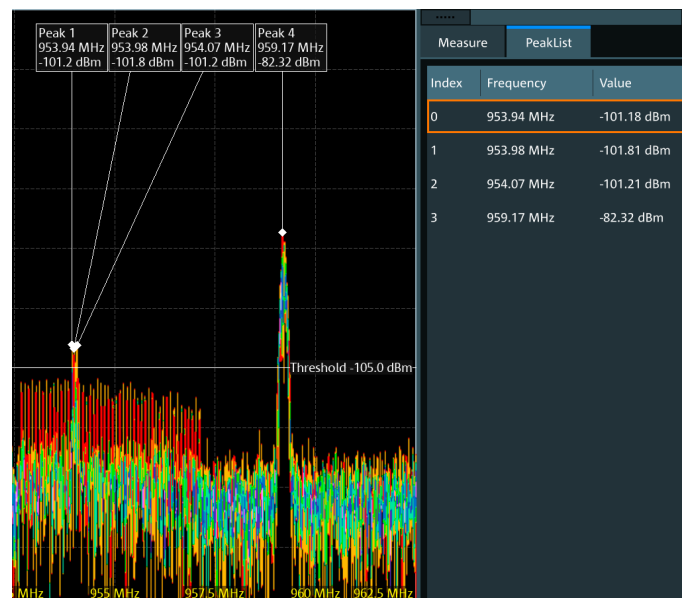 Peak 1
953.94 MHz
-101.2 dBm
Peak 2
953.98 MHz
-101.8 dBm
Peak 3
954.07 MHz
-101.2 dBm
Peak 4
959.17 MHz
-82.32 dBm
Threshold -105.0 dBm
MHz
955 MHz
957.5 MHz
960 MHz
962.5 MHz
Measure
PeakList
Index Frequency Value
0 953.94 MHz -101.18 dBm
1 953.98 MHz -101.81 dBm
2 954.07 MHz -101.21 dBm
3 959.17 MHz -82.32 dBm